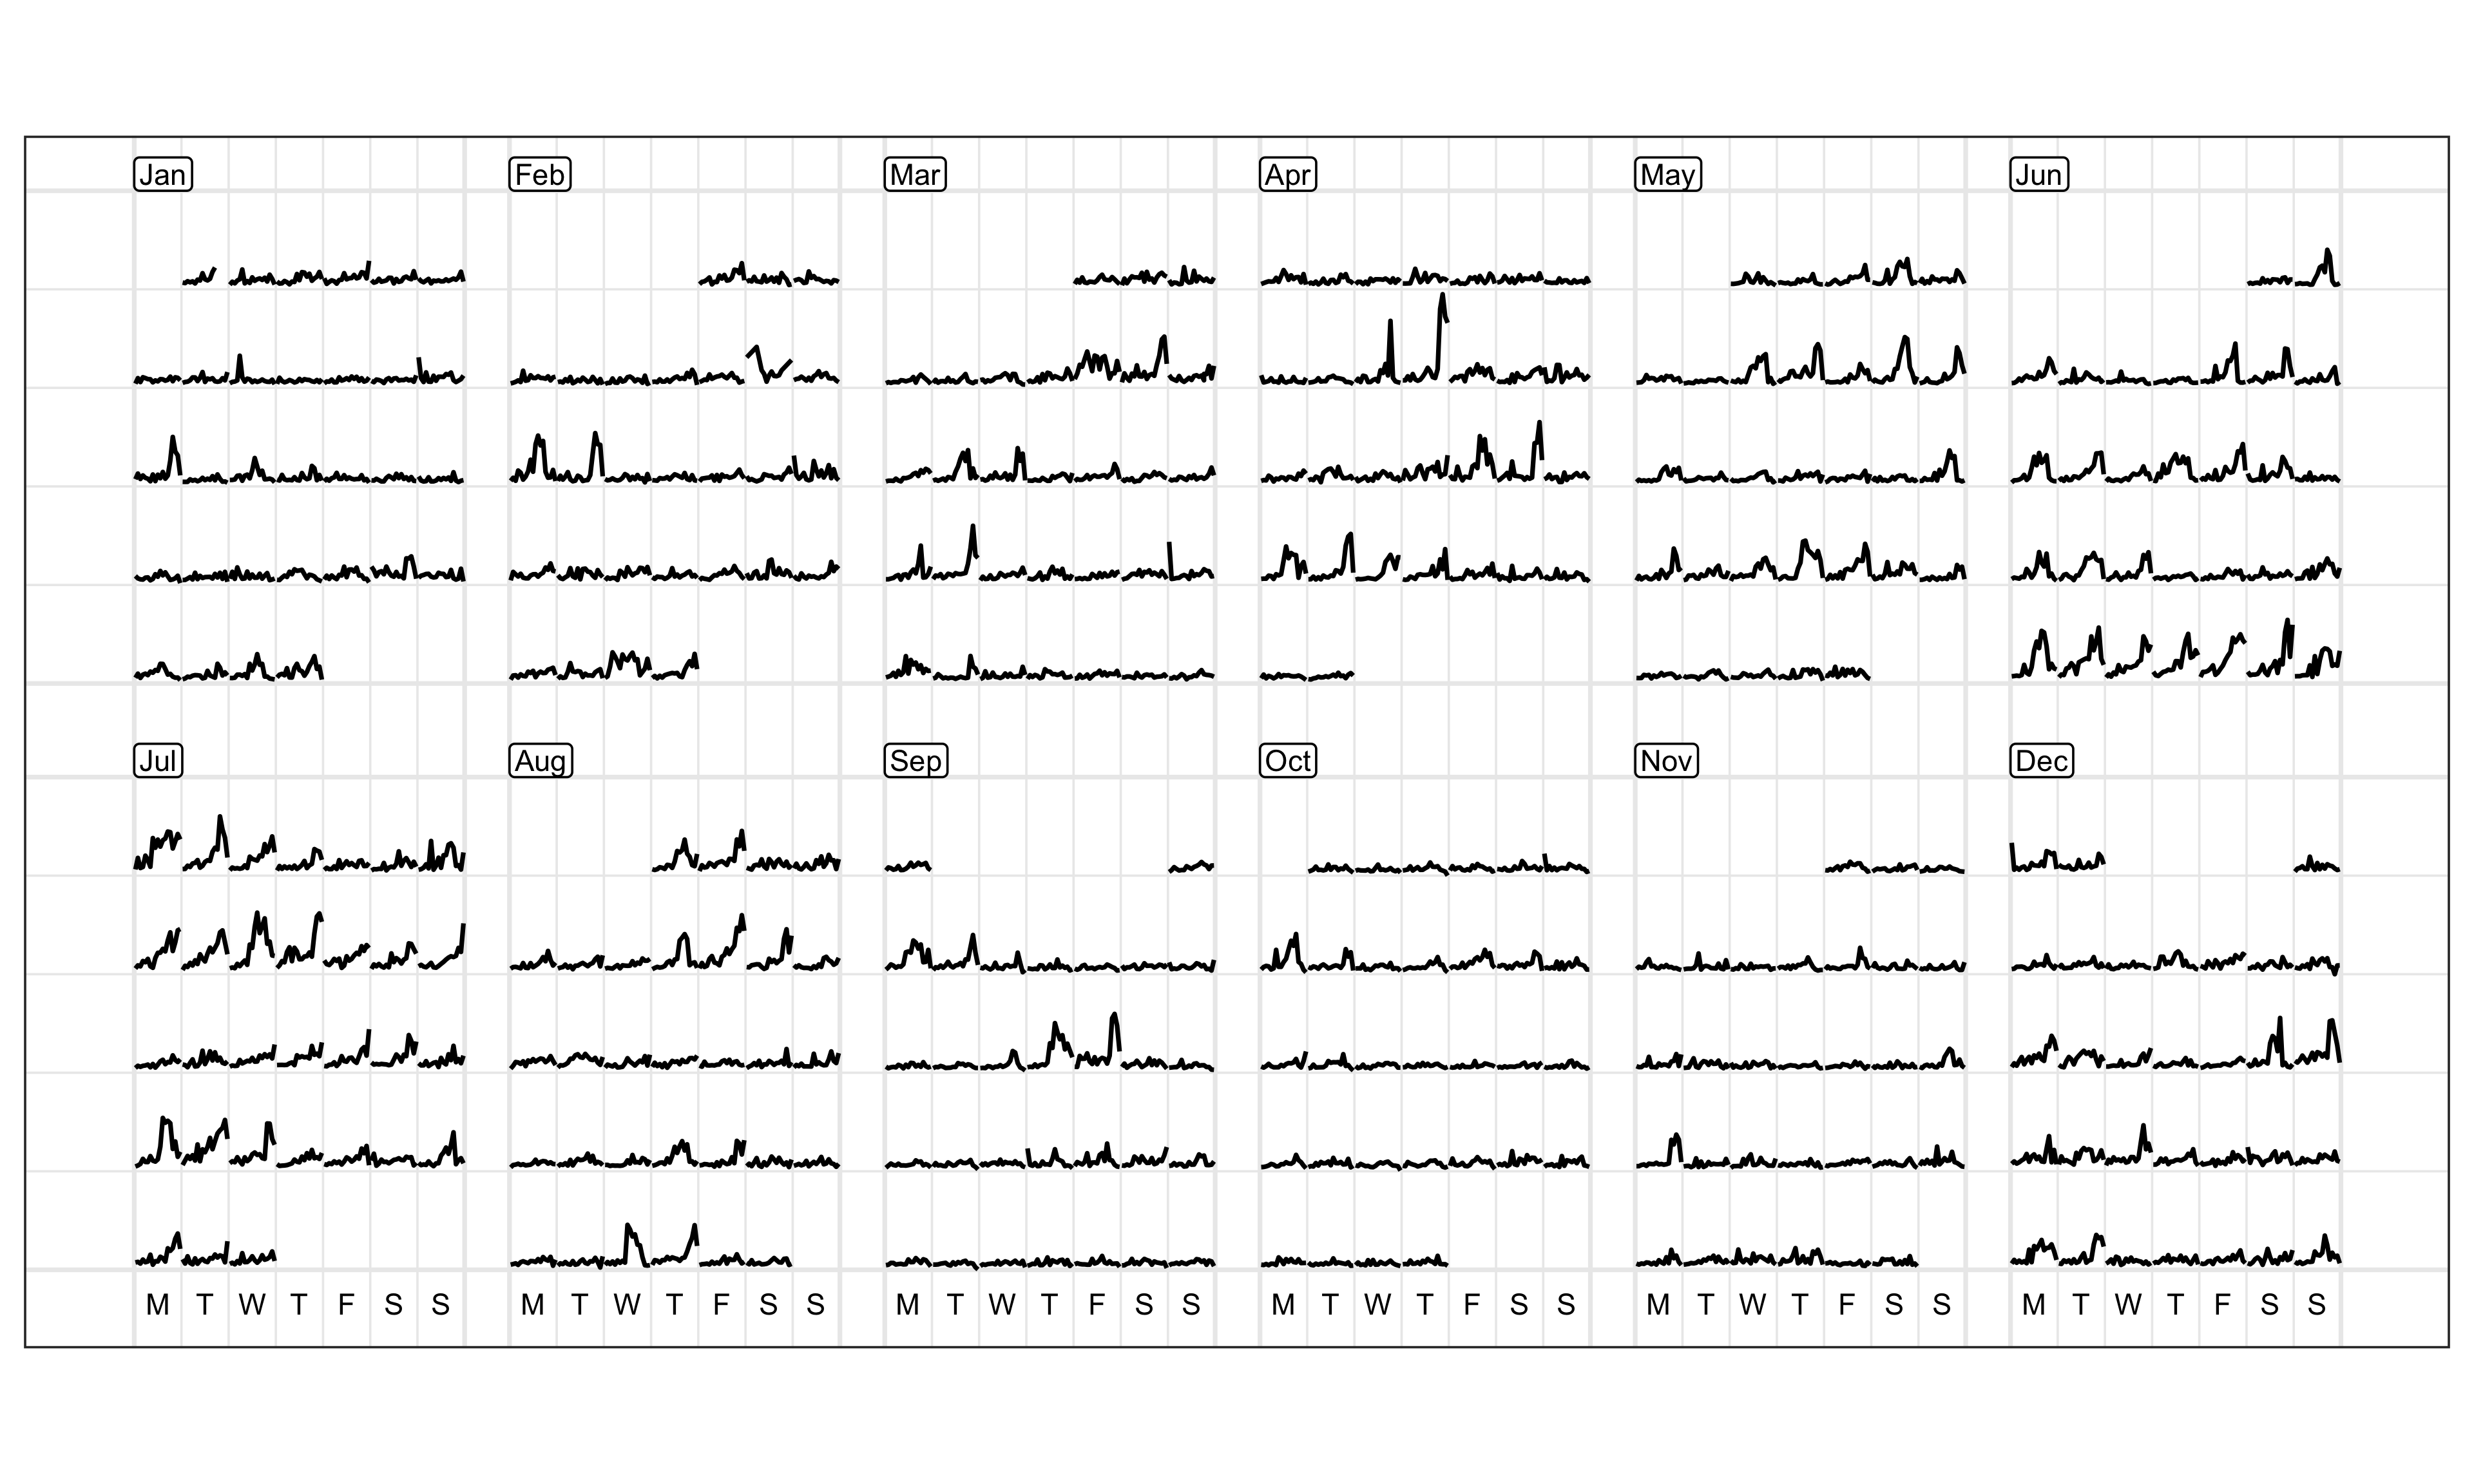 Jan Feb Mar Apr May Jun
Jul Aug Sep Oct Nov Dec
M T W T F S S M T W T F S S M T W T F S S M T W T F S S M T W T F S S M T W T F S S